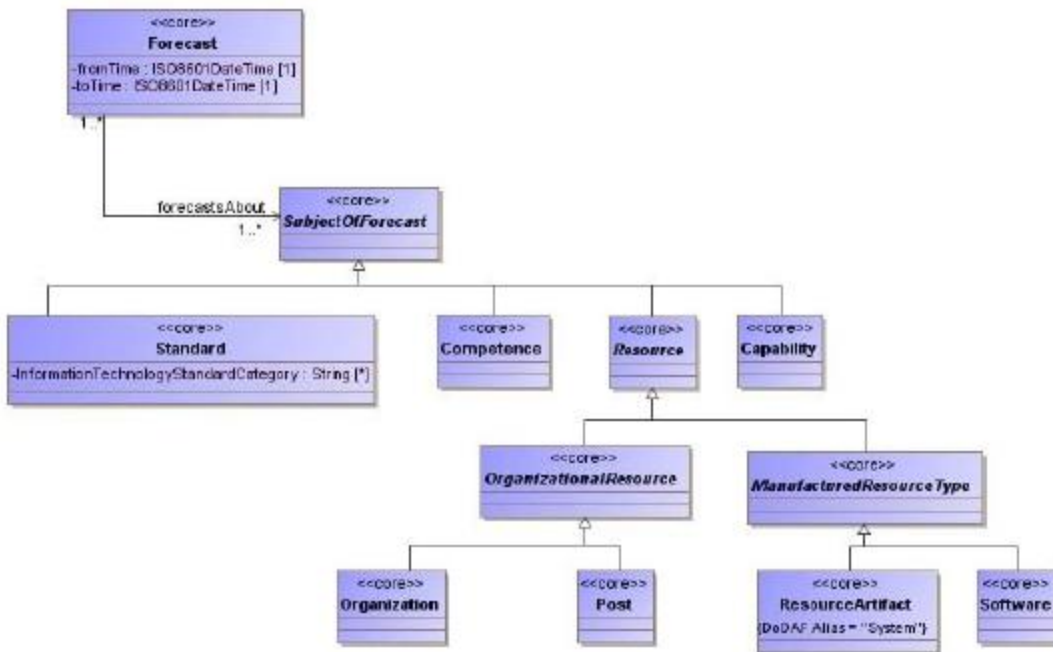 <<core>>
Forecast
-fromTime : ISO8601DateTime [1]
-toTime : ISO8601DateTime [1]
1..*
forecastsAbout
1..*
<<core>>
SubjectOfForecast
<<core>>
Standard
-InformationTechnologyStandardCategory : String [*]
<<core>>
Competence
<<core>>
Resource
<<core>>
Capability
<<core>>
OrganizationalResource
<<core>>
ManufacturedResourceType
<<core>>
Organization
<<core>>
Post
<<core>>
ResourceArtifact
{DoDAF Alias = "System"}
<<core>>
Software